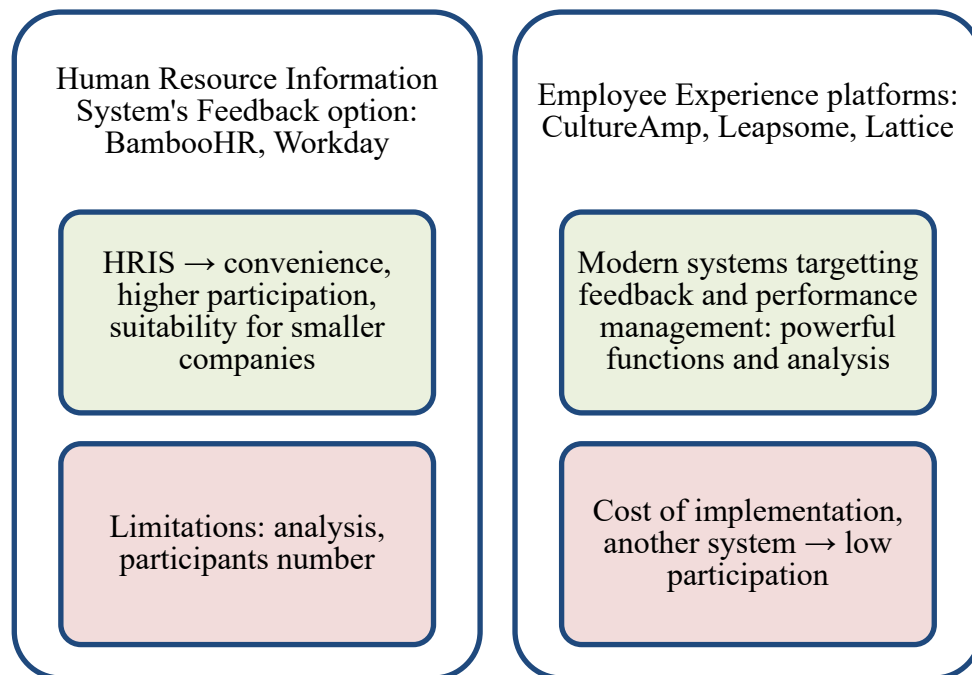 Human Resource Information
System's Feedback option:
BambooHR, Workday
HRIS → convenience,
higher participation,
suitability for smaller
companies
Limitations: analysis,
participants number
Employee Experience platforms:
CultureAmp, Leapsome, Lattice
Modern systems targetting
feedback and performance
management: powerful
functions and analysis
Cost of implementation,
another system → low
participation